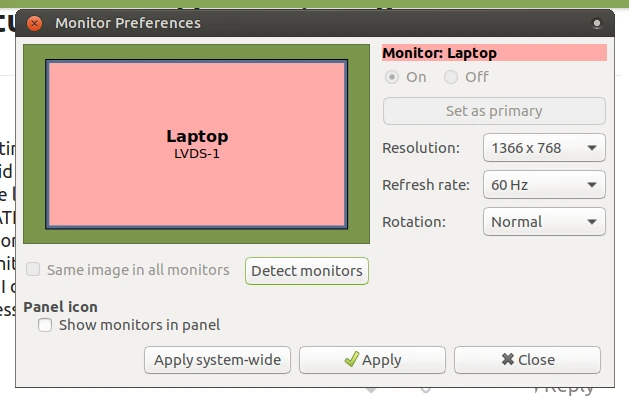 Monitor Preferences
Laptop
LVDS-1
Monitor: Laptop
On Off
Set as primary
Resolution: 1366 x 768
Refresh rate: 60 Hz
Rotation: Normal
Same image in all monitors Detect monitors
Panel icon
Show monitors in panel
Apply system-wide Apply Close
Reply